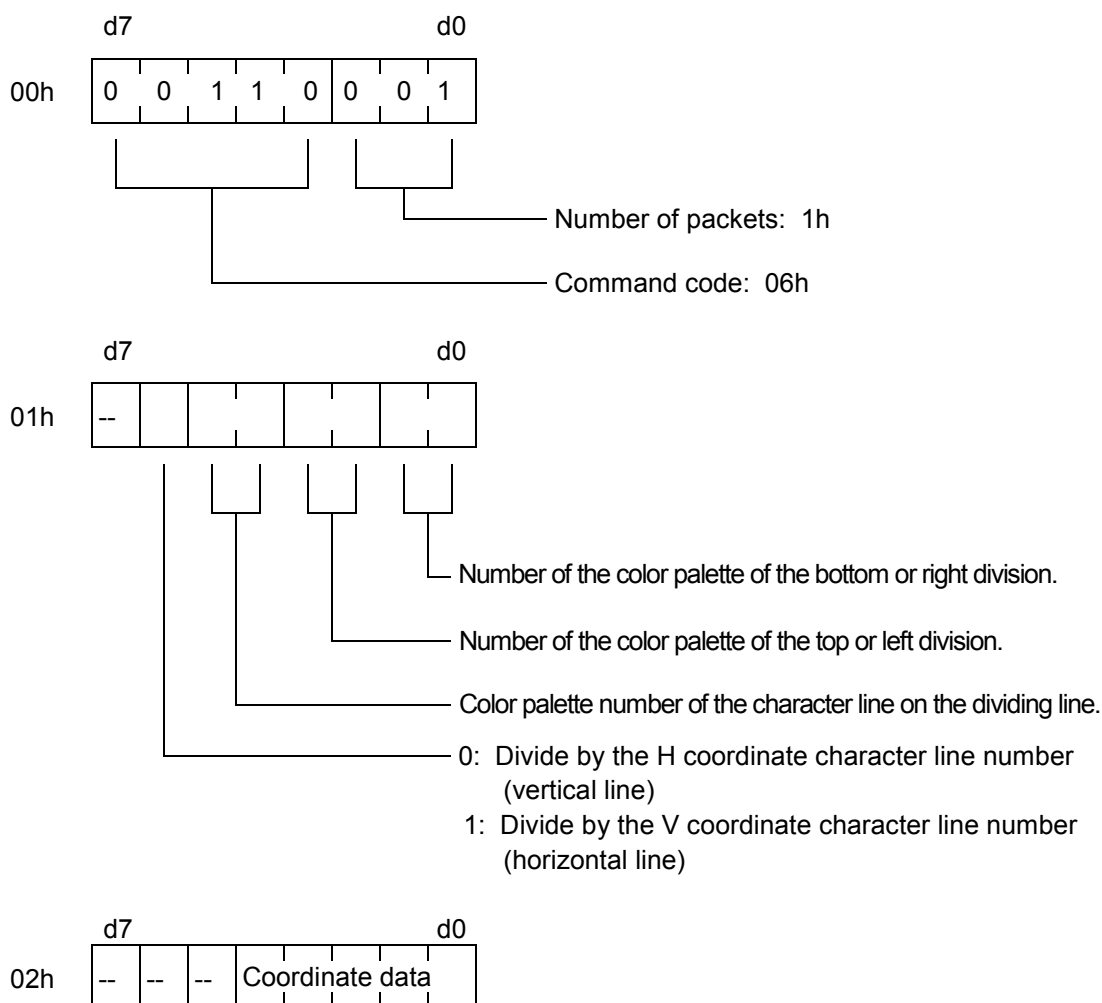 d7 d0
00h 0 0 1 1 0 0 0 1
Number of packets: 1h
Command code: 06h
d7 d0
01h --
Number of the color palette of the bottom or right division.
Number of the color palette of the top or left division.
Color palette number of the character line on the dividing line.
0: Divide by the H coordinate character line number
(vertical line)
1: Divide by the V coordinate character line number
(horizontal line)
d7 d0
02h -- -- -- Coordinate data